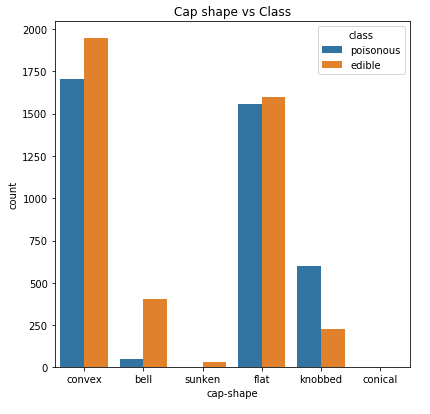 Cap shape vs Class
class
poisonous
edible
2000
1750
1500
1250
1000
750
500
250
0
count
convex bell sunken flat knobbed conical
cap-shape